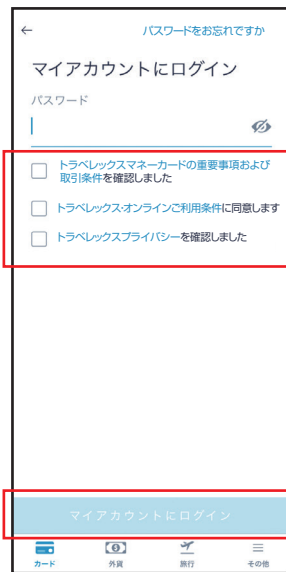 パスワードをお忘れですか
マイアカウントにログイン
パスワード
トラベレックスマネーカードの重要事項および
取引条件を確認しました
トラベレックス・オンラインご利用条件に同意します
トラベレックスプライバシーを確認しました
マイアカウントにログイン
カード 外貨 旅行 その他